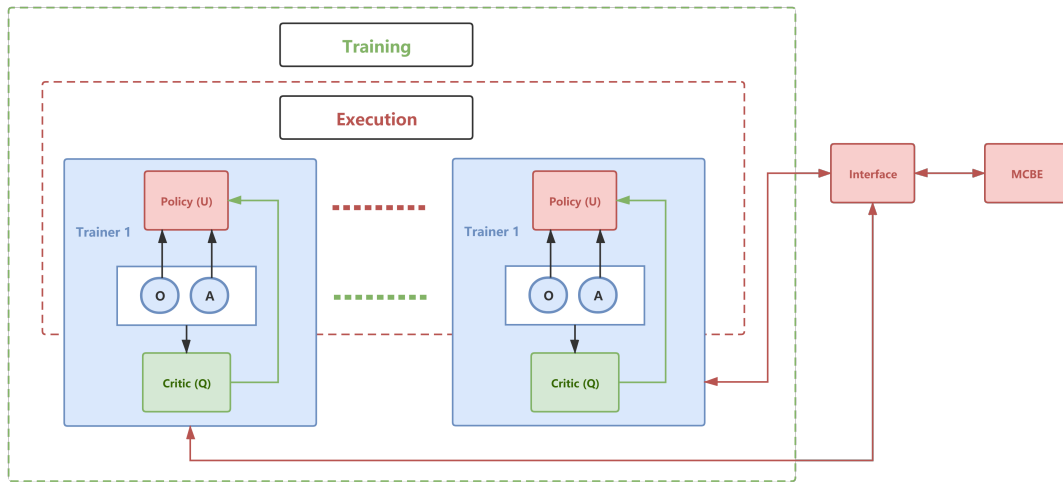 Training
Execution
Policy (U)
Trainer 1
O
A
Critic (Q)
Policy (U)
Trainer 1
O
A
Critic (Q)
Interface
MCBE